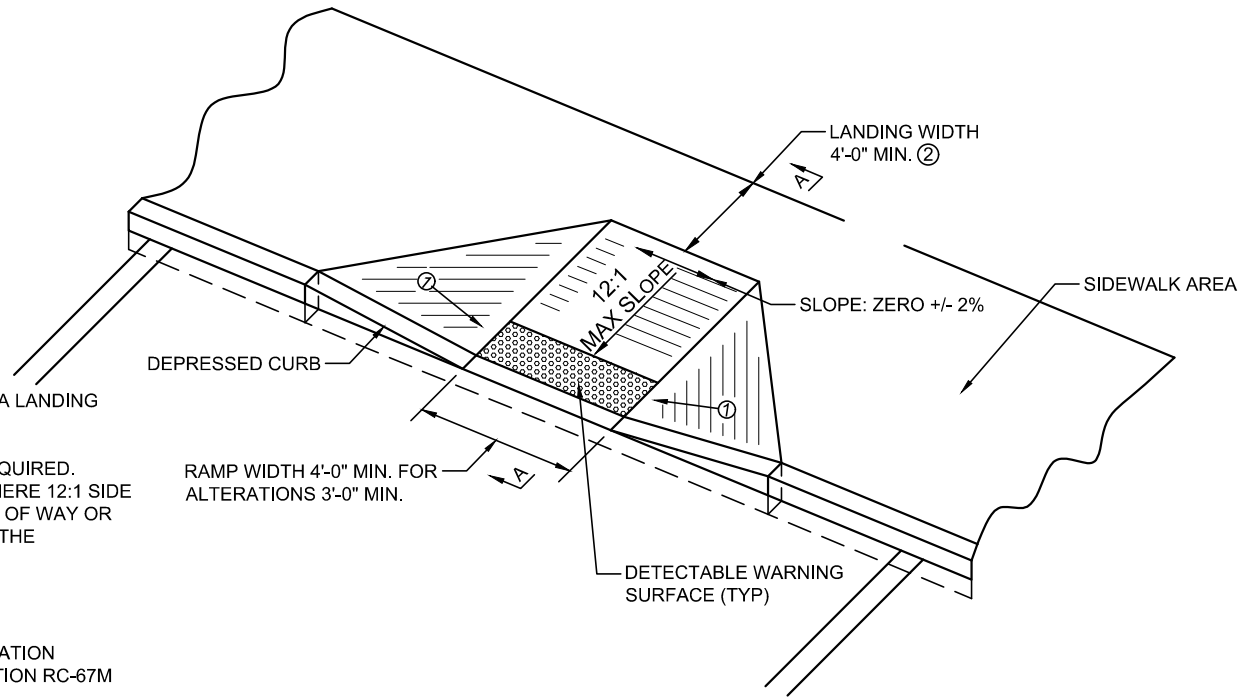 LANDING WIDTH
4'-0" MIN. ②
A
SIDEWALK AREA
12:1
MAX SLOPE
①
SLOPE: ZERO +/- 2%
DEPRESSED CURB
A LANDING
①
QUIRED.
HERE 12:1 SIDE
OF WAY OR
THE
RAMP WIDTH 4'-0" MIN. FOR
ALTERATIONS 3'-0" MIN.
A
DETECTABLE WARNING
SURFACE (TYP)
ATION
TION RC-67M